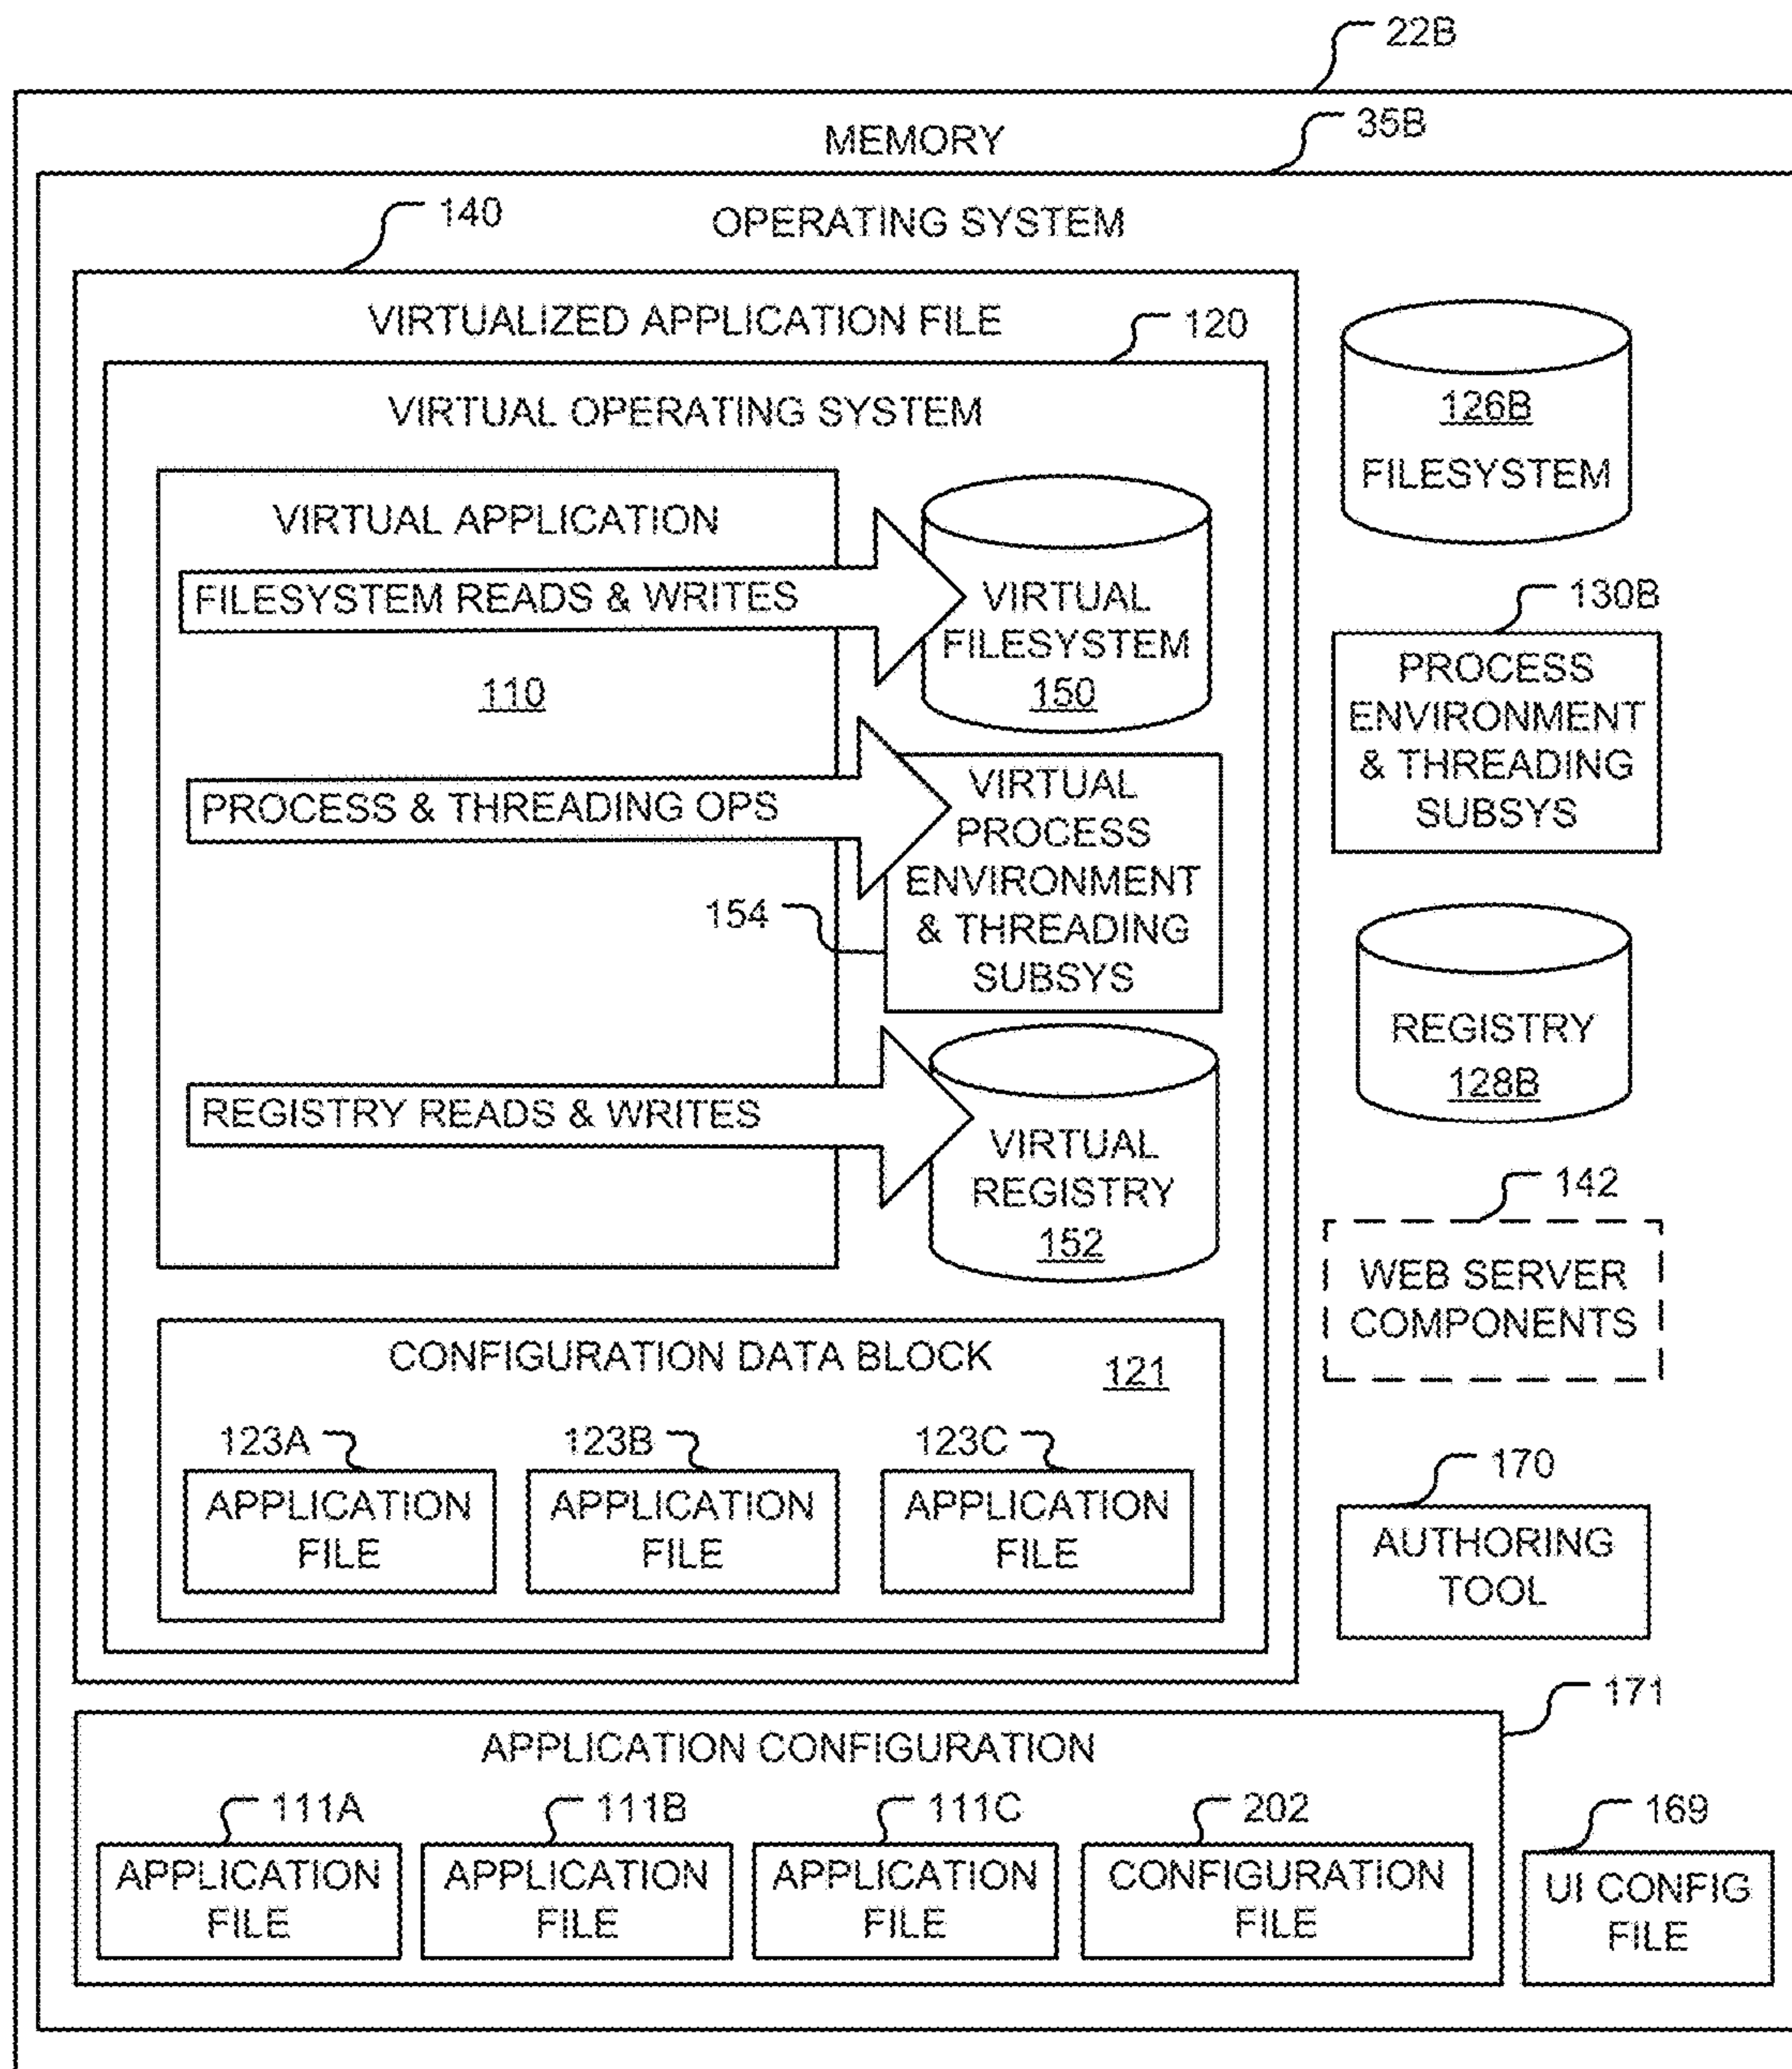 22B
MEMORY
35B
140
OPERATING SYSTEM
VIRTUALIZED APPLICATION FILE
120
VIRTUAL OPERATING SYSTEM
126B
FILESYSTEM
VIRTUAL APPLICATION
FILESYSTEM READS & WRITES
110
VIRTUAL
FILESYSTEM
150
130B
PROCESS
ENVIRONMENT
& THREADING
SUBSYS
PROCESS & THREADING OPS
154
VIRTUAL
PROCESS
ENVIRONMENT
& THREADING
SUBSYS
REGISTRY
128B
REGISTRY READS & WRITES
VIRTUAL
REGISTRY
152
142
WEB SERVER
COMPONENTS
CONFIGURATION DATA BLOCK
121
123A
123B
123C
APPLICATION
FILE
APPLICATION
FILE
APPLICATION
FILE
170
AUTHORING
TOOL
171
APPLICATION CONFIGURATION
111A
111B
111C
202
169
APPLICATION
FILE
APPLICATION
FILE
APPLICATION
FILE
CONFIGURATION
FILE
UI CONFIG
FILE